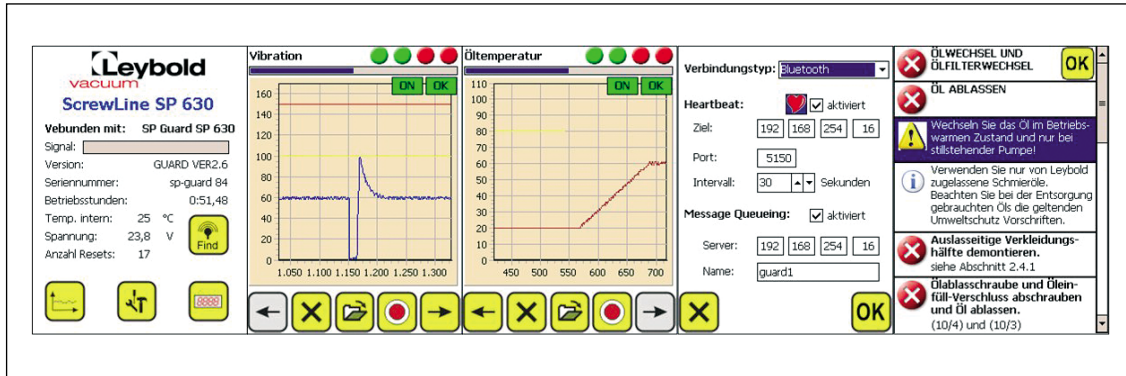 Leybold
vacuum
ScrewLine SP 630
Vebunden mit: SP Guard SP 630
Signal:
Version: GUARD VER2.6
Seriennummer: sp-guard 84
Betriebsstunden: 0:51,48
Temp. intern: 25 °C
Spannung: 23,8 V
Anzahl Resets: 17
Find
8888
Vibration
ON OK
160
140
120
100
80
60
40
20
0
1.050 1.100 1.150 1.200 1.250 1.300
Öltemperatur
ON OK
110
100
90
80
70
60
50
40
30
20
10
0
450 500 550 600 650 700
Verbindungstyp: Bluetooth
Heartbeat: aktiviert
Ziel: 192 168 254 16
Port: 5150
Intervall: 30 Sekunden
Message Queueing: aktiviert
Server: 192 168 254 16
Name: guard1
OK
ÖLWECHSEL UND
ÖLFILTERWECHSEL
OK
ÖL ABLASSEN
Wechseln Sie das Öl im Betriebs-
warmen Zustand und nur bei
stillstehender Pumpe!
Verwenden Sie nur von Leybold
zugelassene Schmieröle.
Beachten Sie bei der Entsorgung
gebrauchten Öls die geltenden
Umweltschutz Vorschriften.
Auslasseitige Verkleidungs-
hälfte demontieren.
siehe Abschnitt 2.4.1
Ölablasschraube und Ölein-
füll-Verschluss abschrauben
und Öl ablassen.
(10/4) und (10/3)